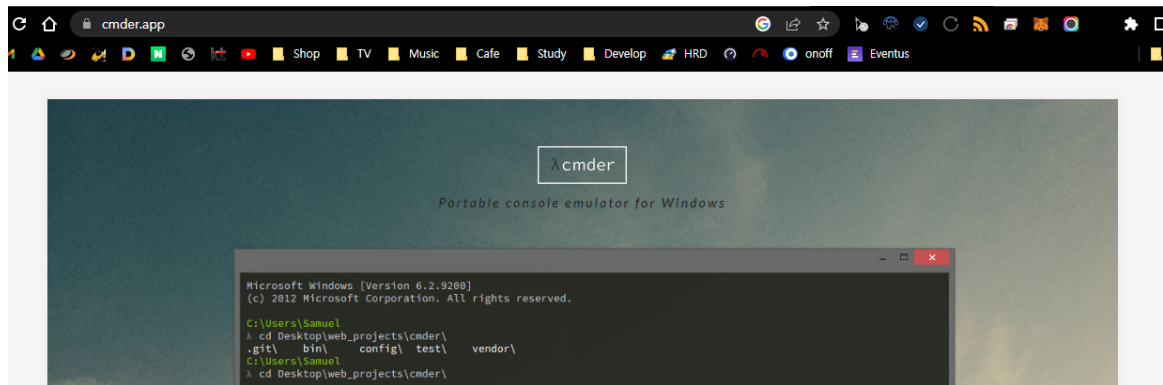 cmder.app
Shop TV Music Cafe Study Develop HRD onoff Eventus
λcmder
Portable console emulator for Windows
Microsoft Windows [Version 6.2.9200]
(c) 2012 Microsoft Corporation. All rights reserved.
C:\Users\Samuel
λ cd Desktop\web_projects\cmder\
.git\ bin\ config\ test\ vendor\
C:\Users\Samuel
λ cd Desktop\web_projects\cmder\